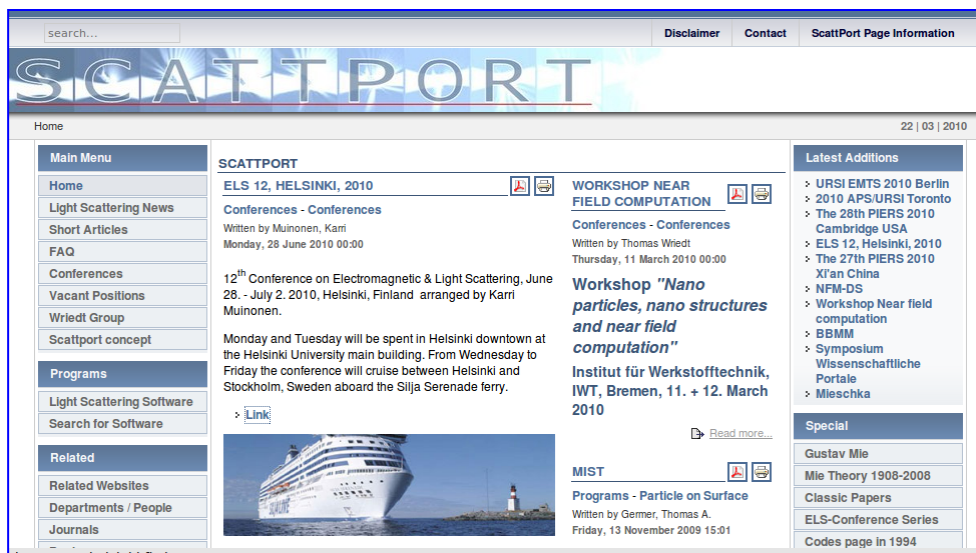 search...
Disclaimer
Contact
ScattPort Page Information
SCATTPORT
Home
22 | 03 | 2010
Main Menu
Home
Light Scattering News
Short Articles
FAQ
Conferences
Vacant Positions
Wriedt Group
Scattport concept
Programs
Light Scattering Software
Search for Software
Related
Related Websites
Departments / People
Journals
SCATTPORT
ELS 12, HELSINKI, 2010
Conferences - Conferences
Written by Muinonen, Karri
Monday, 28 June 2010 00:00
12th Conference on Electromagnetic & Light Scattering, June
28. - July 2. 2010, Helsinki, Finland arranged by Karri
Muinonen.
Monday and Tuesday will be spent in Helsinki downtown at
the Helsinki University main building. From Wednesday to
Friday the conference will cruise between Helsinki and
Stockholm, Sweden aboard the Silja Serenade ferry.
Link
WORKSHOP NEAR
FIELD COMPUTATION
Conferences - Conferences
Written by Thomas Wriedt
Thursday, 11 March 2010 00:00
Workshop "Nano
particles, nano structures
and near field
computation"
Institut für Werkstofftechnik,
IWT, Bremen, 11. + 12. March
2010
Read more...
MIST
Programs - Particle on Surface
Written by Germer, Thomas A.
Friday, 13 November 2009 15:01
Latest Additions
URSI EMTS 2010 Berlin
2010 APS/URSI Toronto
The 28th PIERS 2010
Cambridge USA
ELS 12, Helsinki, 2010
The 27th PIERS 2010
Xi'an China
NFM-DS
Workshop Near field
computation
BBMM
Symposium
Wissenschaftliche
Portale
Mieschka
Special
Gustav Mie
Mie Theory 1908-2008
Classic Papers
ELS-Conference Series
Codes page in 1994